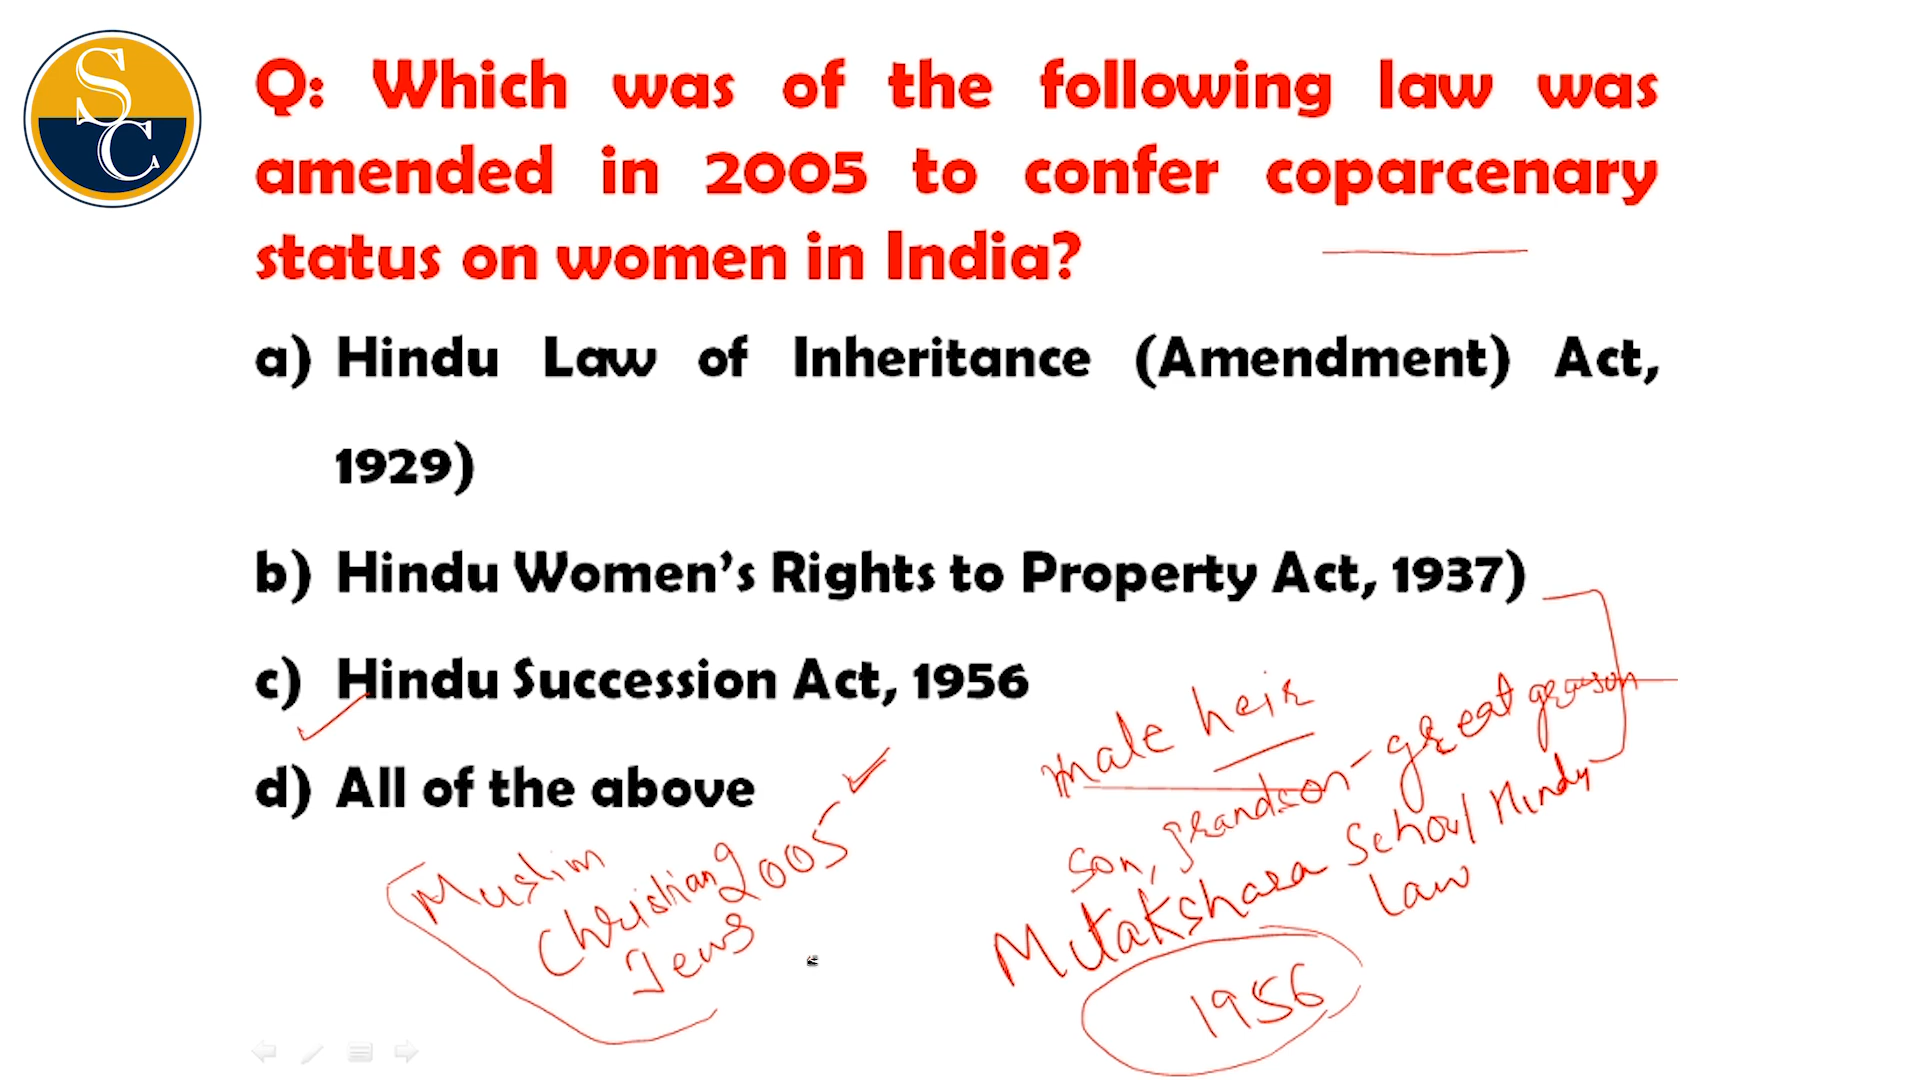 SC
Q: Which was of the following law was
amended in 2005 to confer coparcenary
status on women in India?
a) Hindu Law of Inheritance (Amendment) Act,
1929)
b) Hindu Women's Rights to Property Act, 1937)
c) Hindu Succession Act, 1956
d) All of the above
male heir
son, grandson - great
Mitakshara School Hindu
Law
1956
Muslim
Christian
Jews
2005